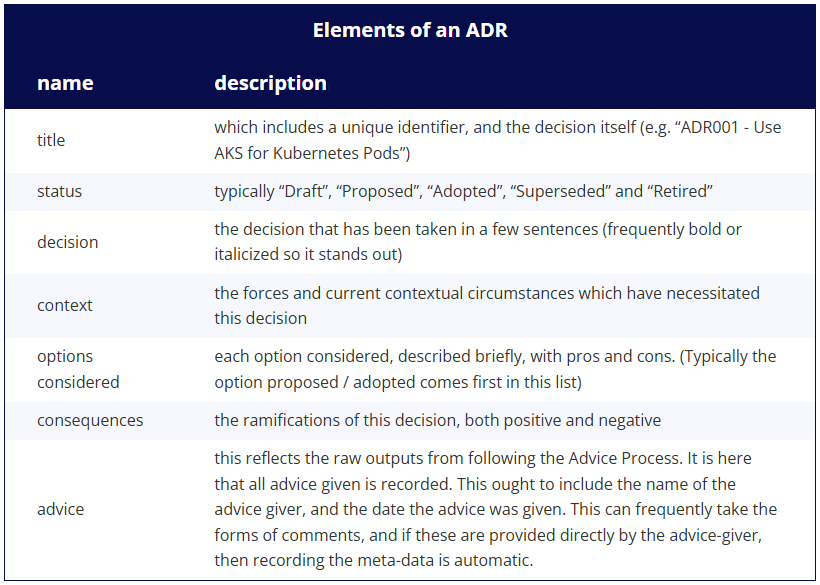 Elements of an ADR
name description
title
which includes a unique identifier, and the decision itself (e.g. “ADR001 - Use
AKS for Kubernetes Pods”)
status
typically “Draft”, “Proposed”, “Adopted”, “Superseded” and “Retired”
decision
the decision that has been taken in a few sentences (frequently bold or
italicized so it stands out)
context
the forces and current contextual circumstances which have necessitated
this decision
options
considered
each option considered, described briefly, with pros and cons. (Typically the
option proposed / adopted comes first in this list)
consequences
the ramifications of this decision, both positive and negative
advice
this reflects the raw outputs from following the Advice Process. It is here
that all advice given is recorded. This ought to include the name of the
advice giver, and the date the advice was given. This can frequently take the
forms of comments, and if these are provided directly by the advice-giver,
then recording the meta-data is automatic.